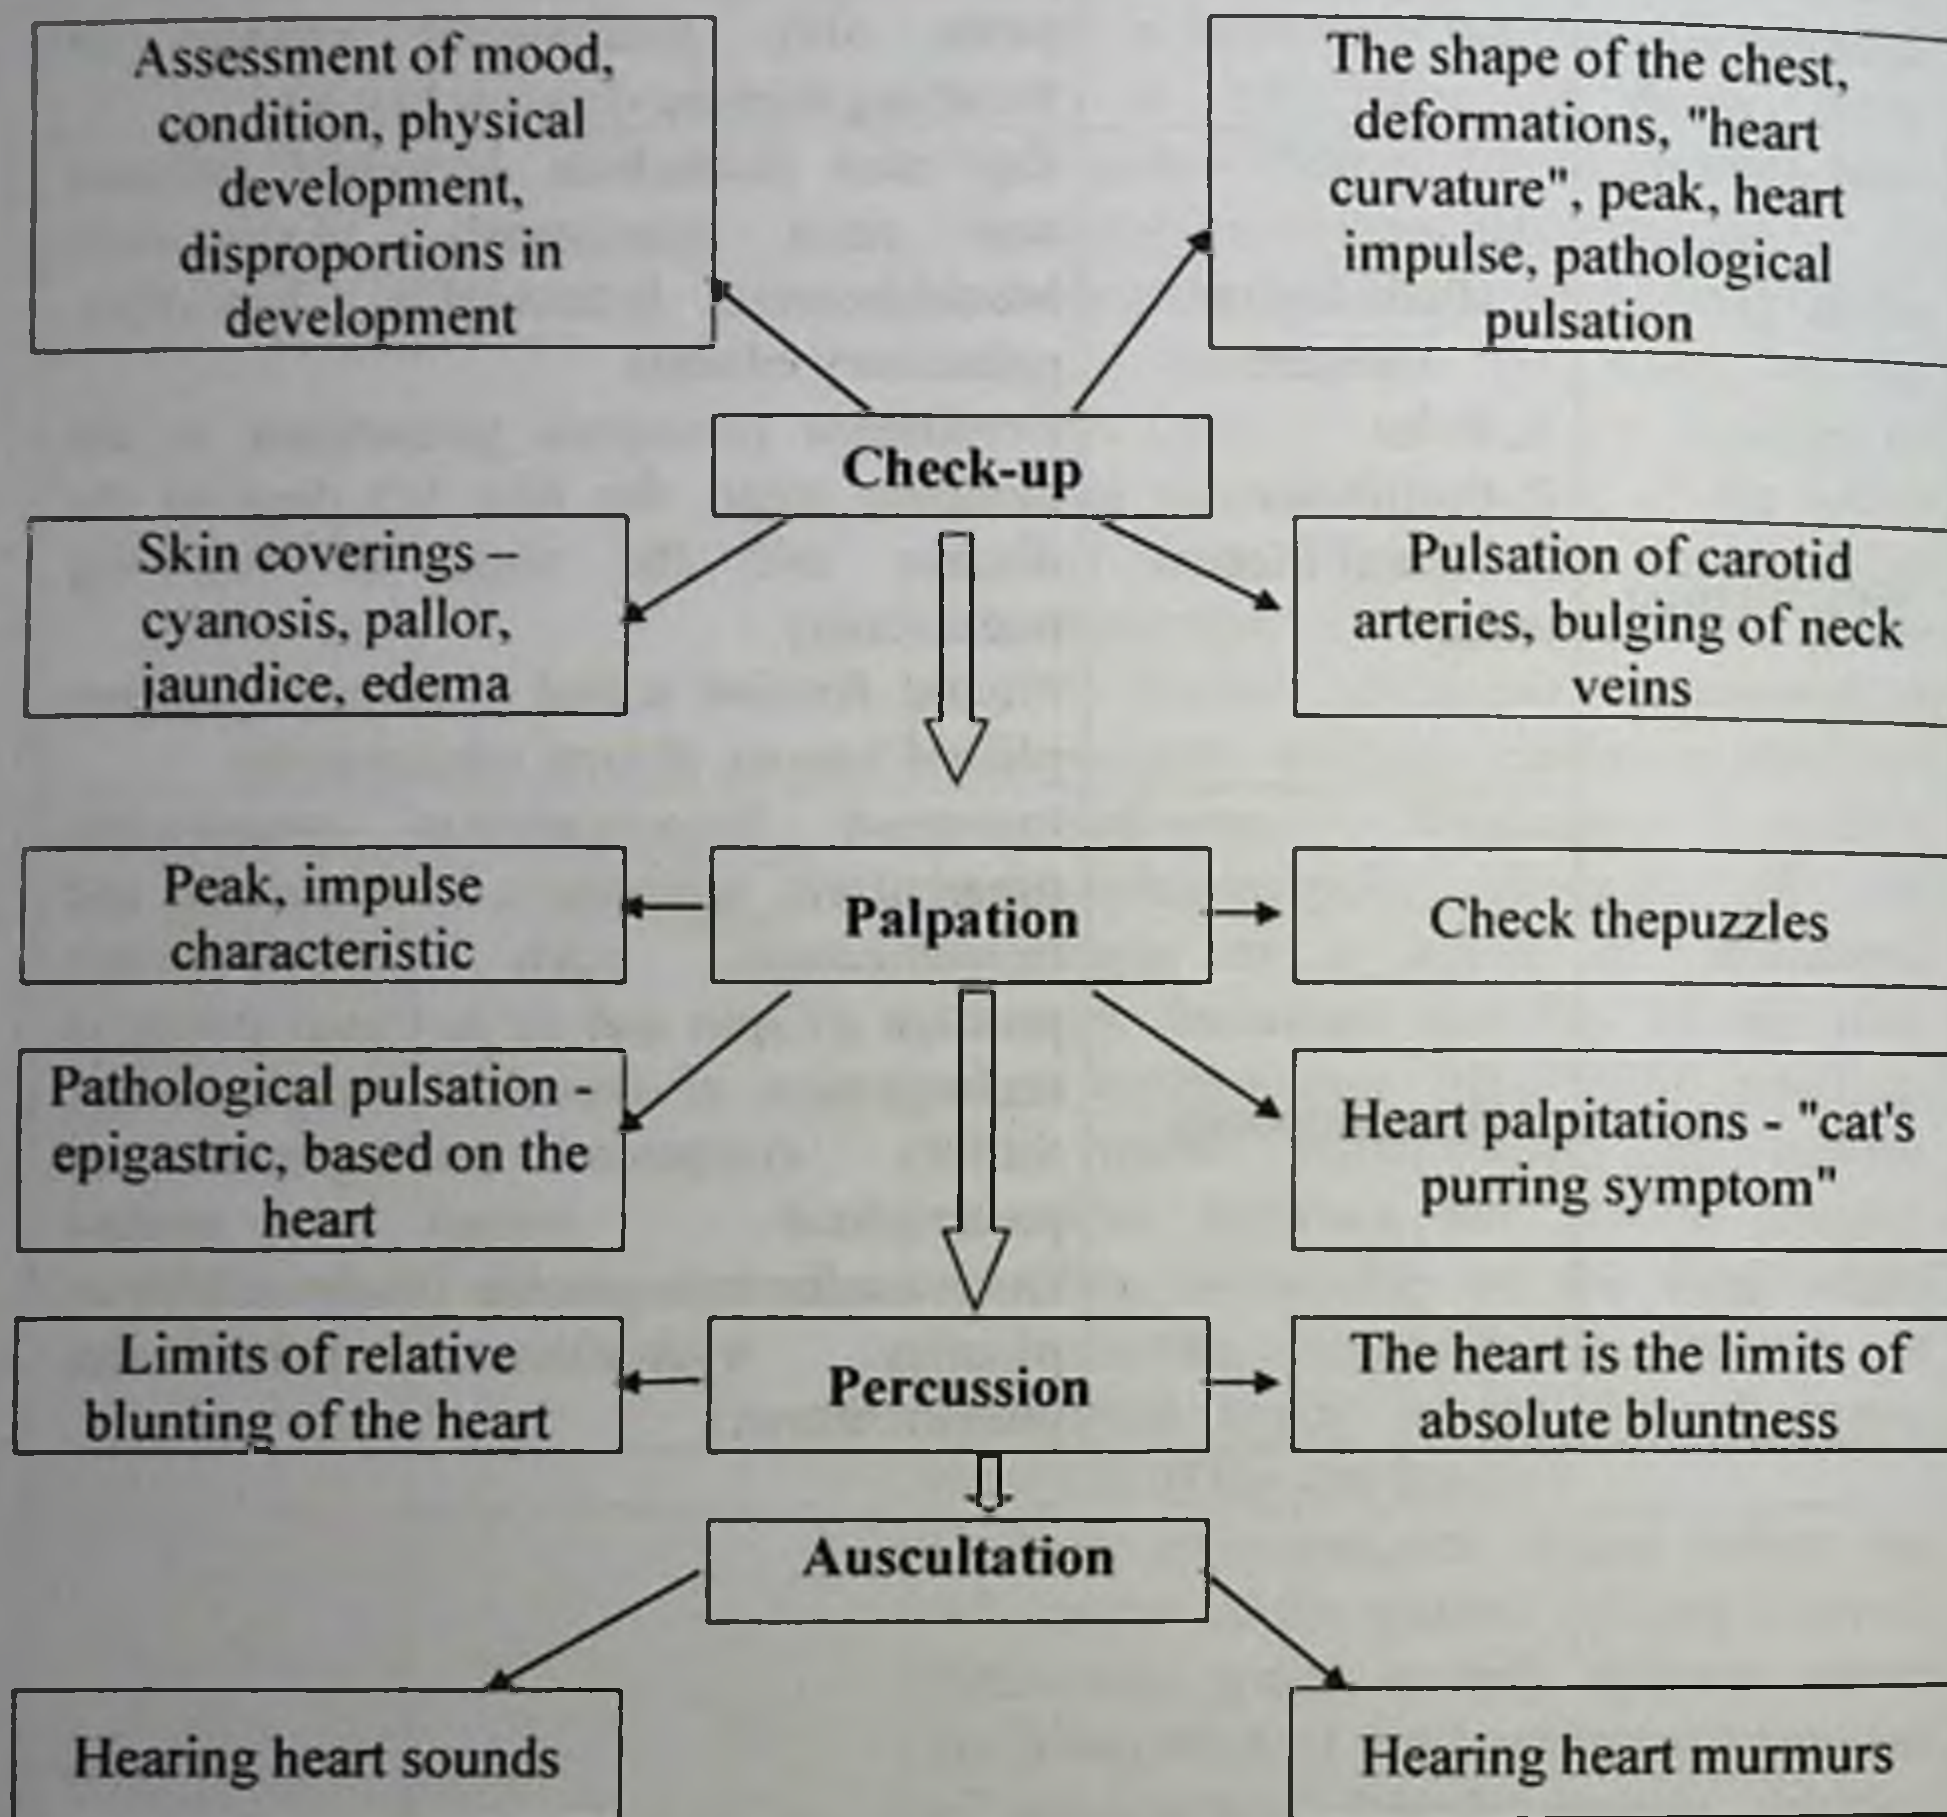 Assessment of mood,
condition, physical
development,
disproportions in
development
The shape of the chest,
deformations, "heart
curvature", peak, heart
impulse, pathological
pulsation
Check-up
Skin coverings –
cyanosis, pallor,
jaundice, edema
Pulsation of carotid
arteries, bulging of neck
veins
Peak, impulse
characteristic
Palpation
Check thepuzzles
Pathological pulsation -
epigastric, based on the
heart
Heart palpitations - "cat's
purring symptom"
Limits of relative
blunting of the heart
Percussion
The heart is the limits of
absolute bluntness
Auscultation
Hearing heart sounds
Hearing heart murmurs